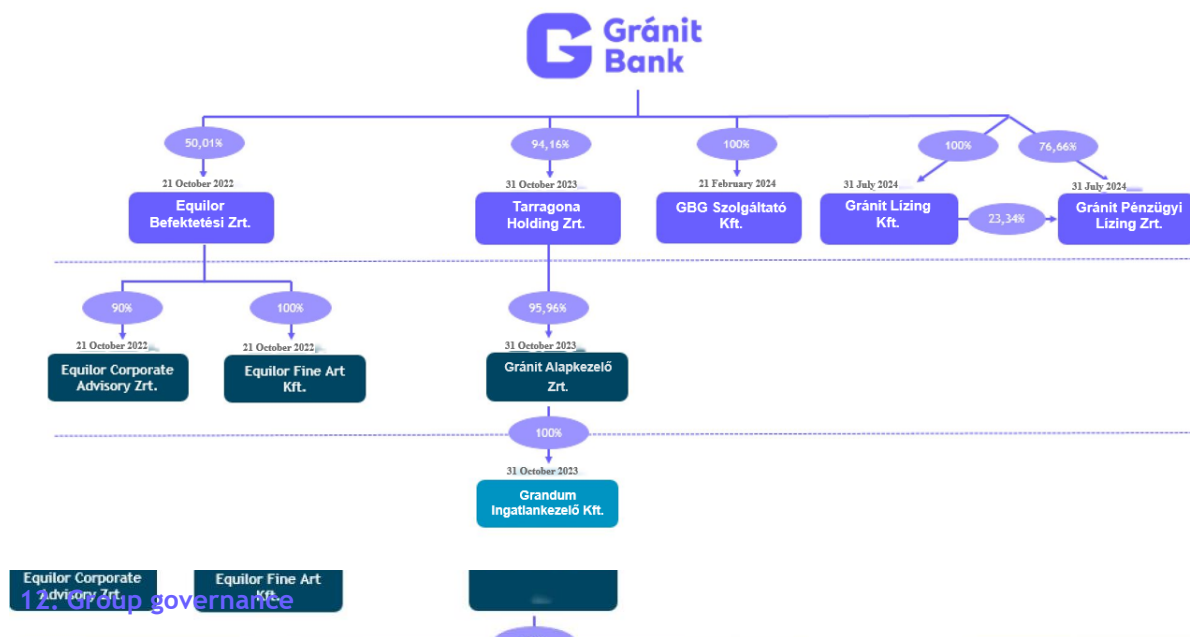 Gránit
Bank
50,01%
94,16%
100%
100%
76,66%
21 October 2022
31 October 2023
21 February 2024
31 July 2024
31 July 2024
Equilor
Befektetési Zrt.
Tarragona
Holding Zrt.
GBG Szolgáltató
Kft.
Gránit Lízing
Kft.
23,34%
Gránit Pénzügyi
Lízing Zrt.
90%
100%
95,96%
21 October 2022
21 October 2022
31 October 2023
Equilor Corporate
Advisory Zrt.
Equilor Fine Art
Kft.
Gránit Alapkezelő
Zrt.
100%
31 October 2023
Grandum
Ingatlankezelő Kft.
Equilor Corporate
Advisory Zrt.
Equilor Fine Art
Kft.
12. Group governance